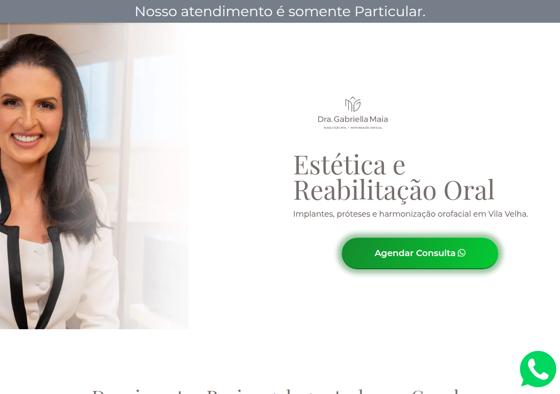 Nosso atendimento é somente Particular.
Dra. Gabriella Maia
Estética e
Reabilitação Oral
Implantes, próteses e harmonização orofacial em Vila Velha.
Agendar Consulta